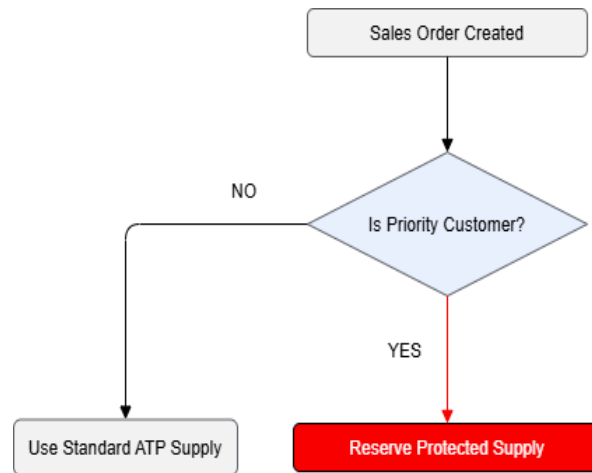 Sales Order Created
NO
Is Priority Customer?
YES
Use Standard ATP Supply
Reserve Protected Supply